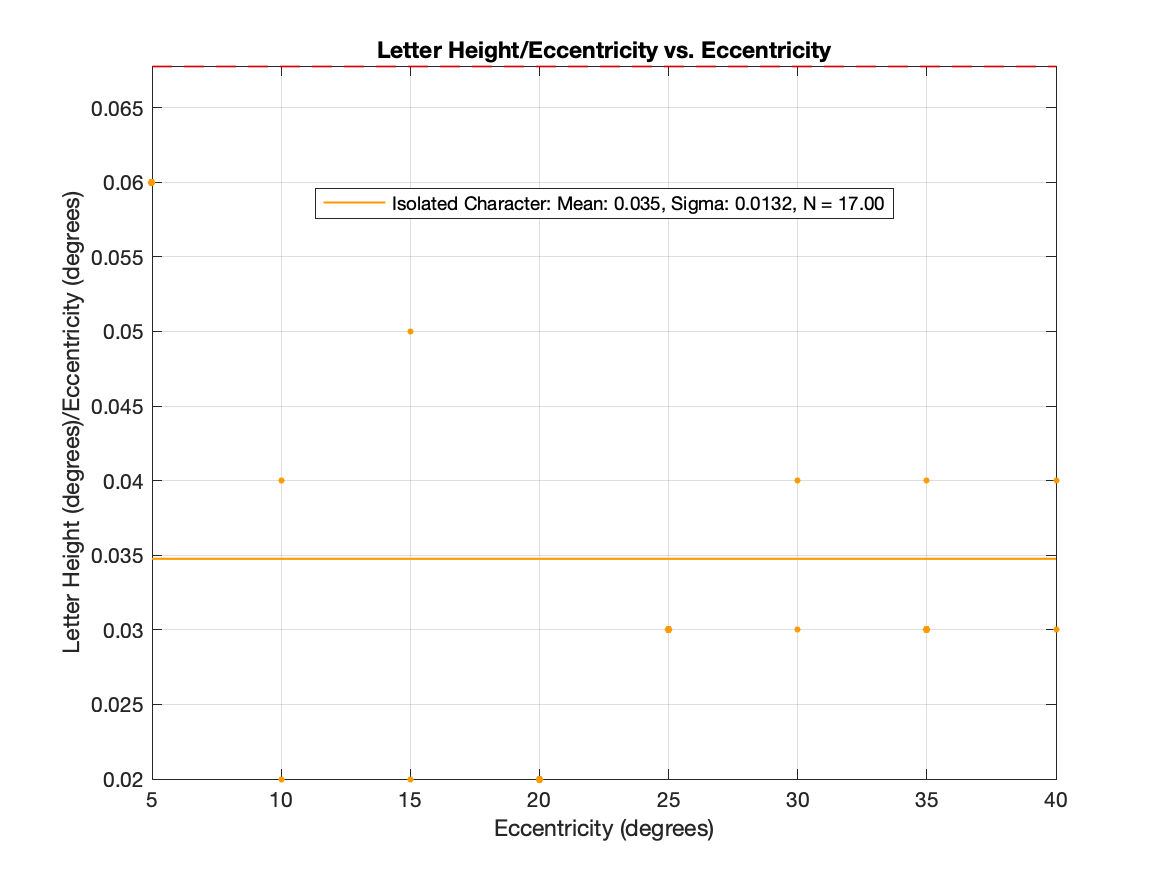 Letter Height/Eccentricity vs. Eccentricity
0.065
0.06
0.055
0.05
0.045
0.04
0.035
0.03
0.025
0.02
Letter Height (degrees)/Eccentricity (degrees)
Isolated Character: Mean: 0.035, Sigma: 0.0132, N = 17.00
5 10 15 20 25 30 35 40
Eccentricity (degrees)